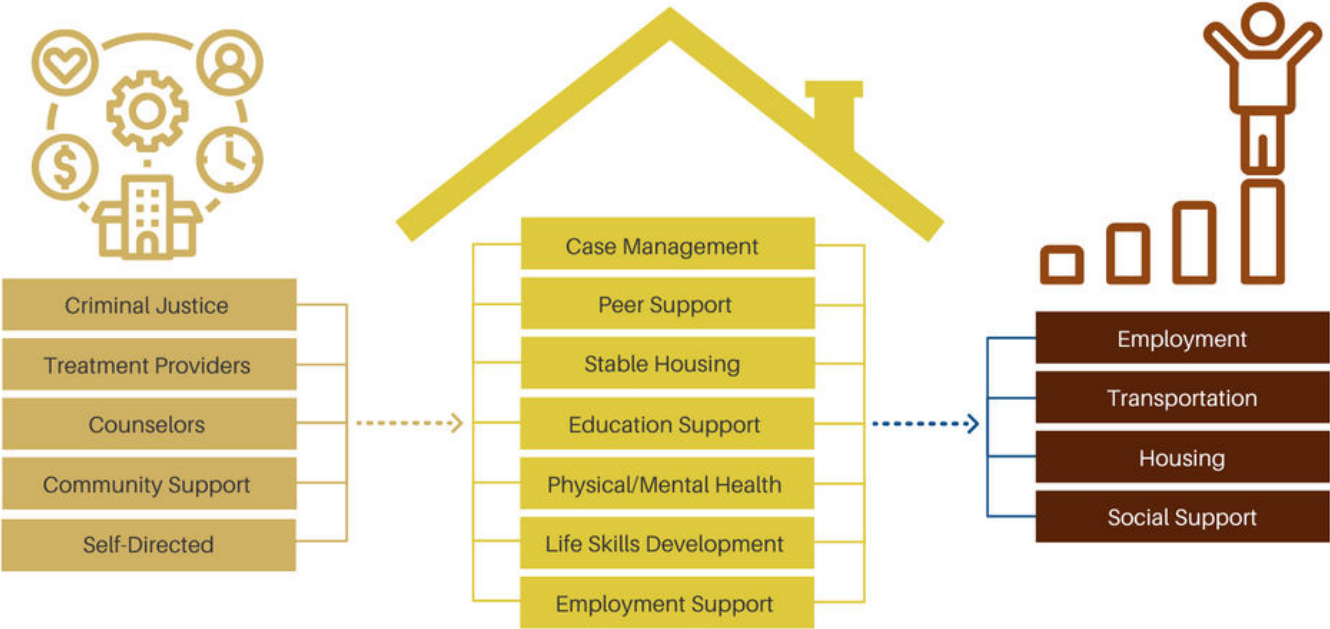 $
Criminal Justice
Treatment Providers
Counselors
Community Support
Self-Directed
Case Management
Peer Support
Stable Housing
Education Support
Physical/Mental Health
Life Skills Development
Employment Support
Employment
Transportation
Housing
Social Support